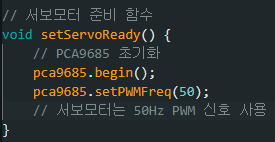 // 서보모터 준비 함수
void setServoReady() {
// PCA9685 초기화
pca9685.begin();
pca9685.setPWMFreq(50);
// 서보모터는 50Hz PWM 신호 사용
}